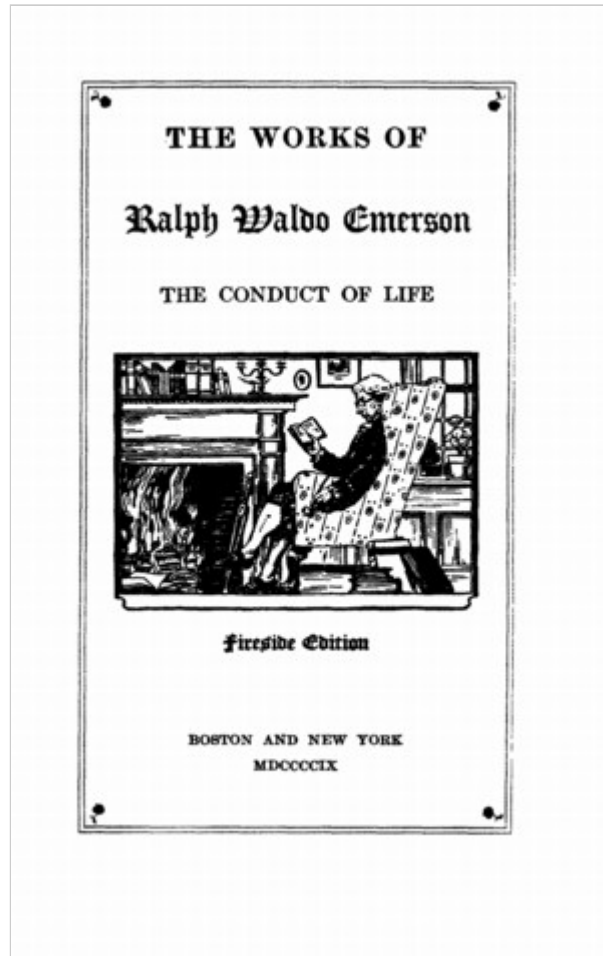 THE WORKS OF
Ralph Waldo Emerson
THE CONDUCT OF LIFE
Fireside Edition
BOSTON AND NEW YORK
MDCCCCIX